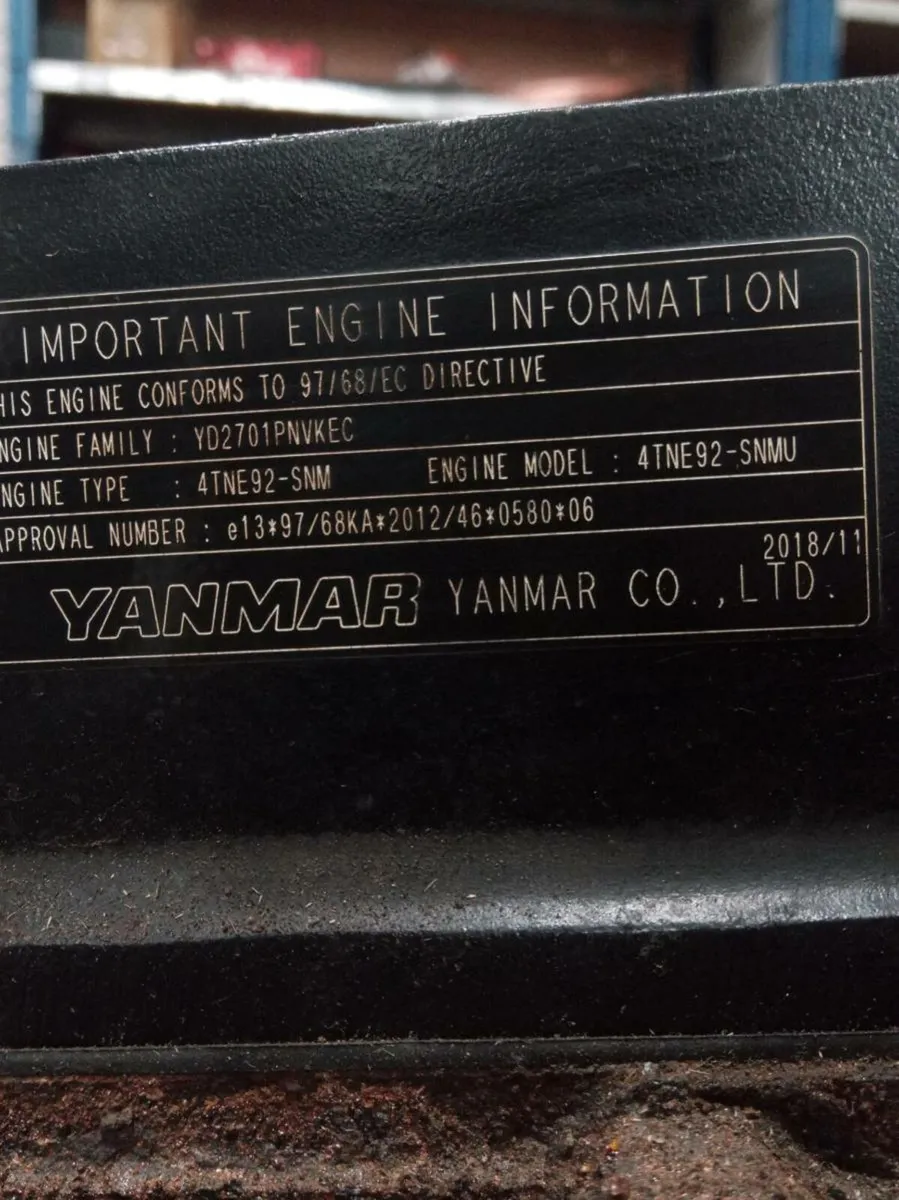 IMPORTANT ENGINE INFORMATION
HIS ENGINE CONFORMS TO 97/68/EC DIRECTIVE
NGINE FAMILY : YD2701PNVKEC
NGINE TYPE : 4TNE92-SNM ENGINE MODEL : 4TNE92-SNMU
APPROVAL NUMBER : e13*97/68KA*2012/46*0580*06
2018/11
YANMAR YANMAR CO.,LTD.